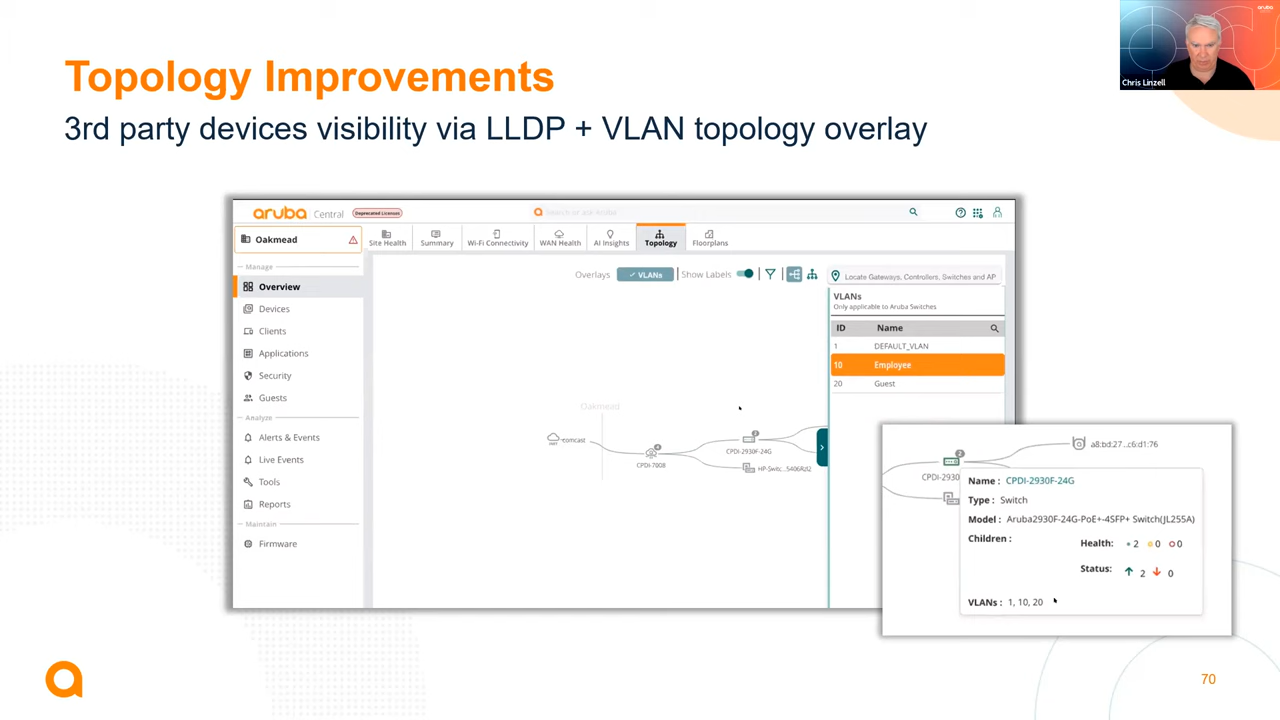 Topology Improvements
3rd party devices visibility via LLDP + VLAN topology overlay
aruba
Chris Linzell
aruba Central Deprecated Licenses
Oakmead
Site Health
Summary
Wi-Fi Connectivity
WAN Health
AI Insights
Topology
Floorplans
Manage
Overview
Devices
Clients
Applications
Security
Guests
Analyze
Alerts & Events
Live Events
Tools
Reports
Maintain
Firmware
Overlays ✓ VLANs Show Labels
Locate Gateways, Controllers, Switches and AP
VLANs
Only applicable to Aruba Switches
ID Name
1 DEFAULT_VLAN
10 Employee
20 Guest
Oakmead
comcast
CPDI-7008
CPDI-2930F-24G
a8:bd:27...c6:d1:76
2
CPDI-2930
Name : CPDI-2930F-24G
Type : Switch
Model : Aruba2930F-24G-PoE+-4SFP+ Switch(JL255A)
Children :
Health: 2 0 0
Status: 2 0
VLANs : 1, 10, 20
70